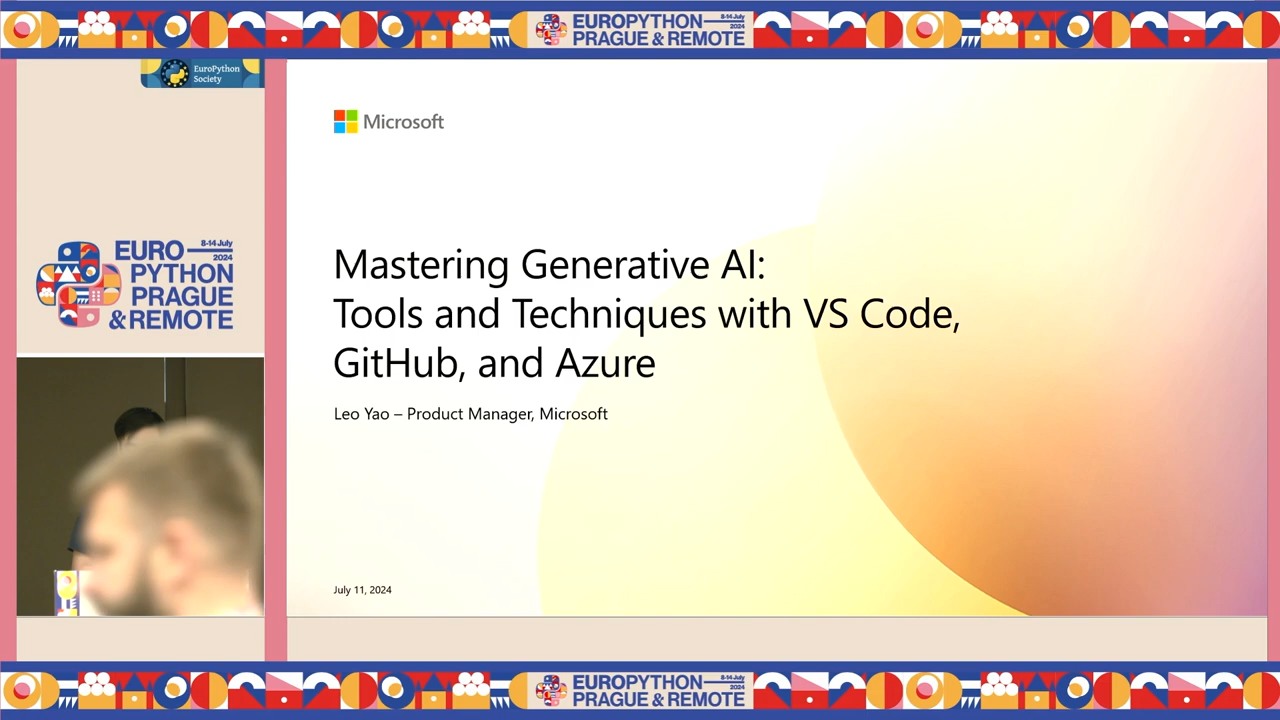 EUROPYTHON 8-14 July 2024
PRAGUE & REMOTE
EuroPython
Society
Microsoft
EURO 8-14 July
2024
PYTHON
PRAGUE
& REMOTE
Mastering Generative AI:
Tools and Techniques with VS Code,
GitHub, and Azure
Leo Yao – Product Manager, Microsoft
July 11, 2024
EUROPYTHON 8-14 July 2024
PRAGUE & REMOTE